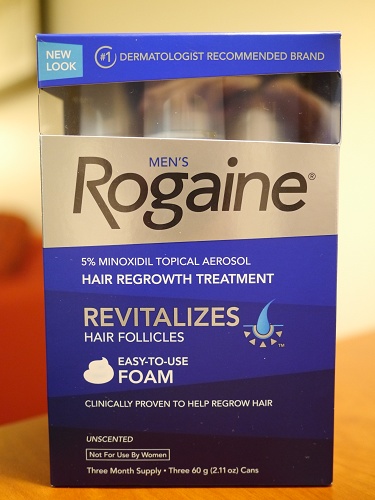 NEW
LOOK
#1 DERMATOLOGIST RECOMMENDED BRAND
MEN'S
Rogaine®
5% MINOXIDIL TOPICAL AEROSOL
HAIR REGROWTH TREATMENT
REVITALIZES
HAIR FOLLICLES
TM
EASY-TO-USE
FOAM
CLINICALLY PROVEN TO HELP REGROW HAIR
UNSCENTED
Not For Use By Women
Three Month Supply • Three 60 g (2.11 oz) Cans